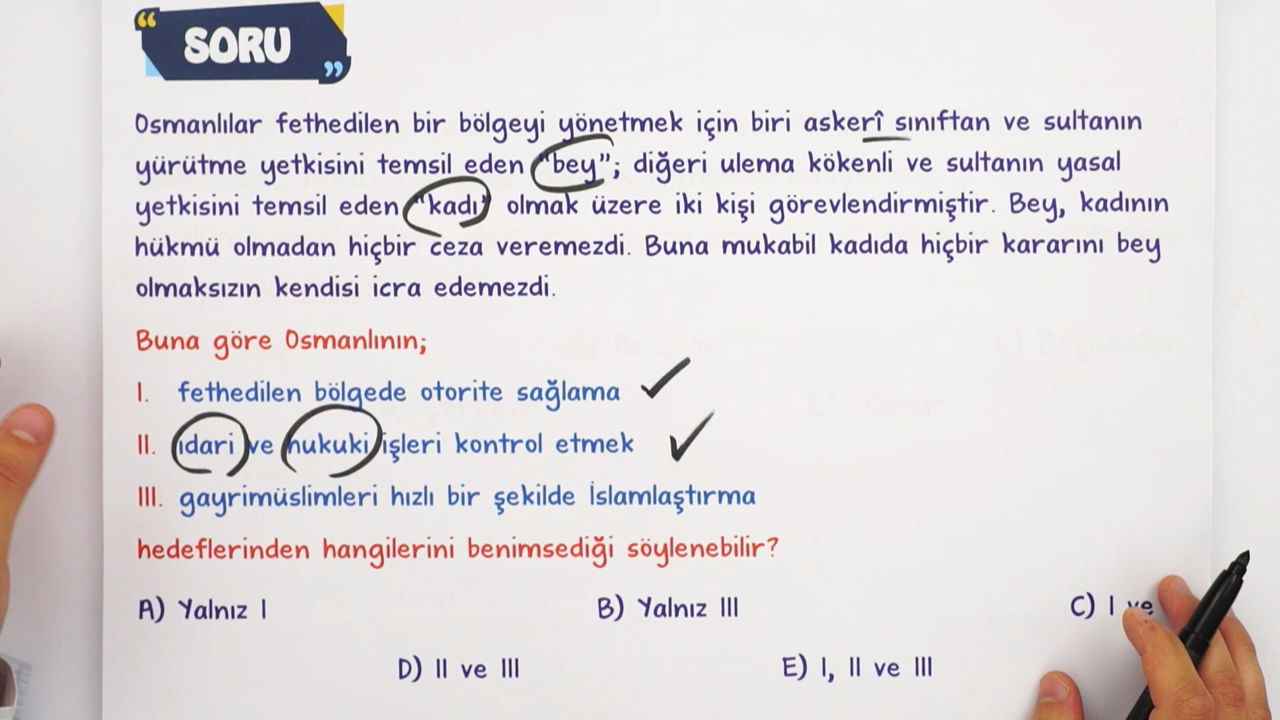 SORU
Osmanlılar fethedilen bir bölgeyi yönetmek için biri askerî sınıftan ve sultanın
yürütme yetkisini temsil eden "bey"; diğeri ulema kökenli ve sultanın yasal
yetkisini temsil eden "kadı" olmak üzere iki kişi görevlendirmiştir. Bey, kadının
hükmü olmadan hiçbir ceza veremezdi. Buna mukabil kadıda hiçbir kararını bey
olmaksızın kendisi icra edemezdi.
Buna göre Osmanlının;
I. fethedilen bölgede otorite sağlama
II. idari ve hukuki işleri kontrol etmek
III. gayrimüslimleri hızlı bir şekilde İslamlaştırma
hedeflerinden hangilerini benimsediği söylenebilir?
A) Yalnız I B) Yalnız III C) I ve
D) II ve III E) I, II ve III